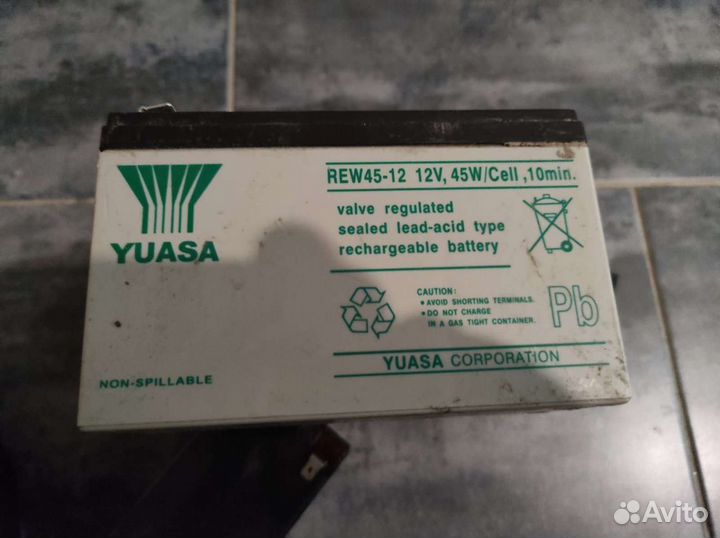 REW45-12 12V, 45W/Cell ,10min.
valve regulated
sealed lead-acid type
rechargeable battery
YUASA
CAUTION:
• AVOID SHORTING TERMINALS.
• DO NOT CHARGE
IN A GAS TIGHT CONTAINER.
Pb
YUASA CORPORATION
NON-SPILLABLE
Avito